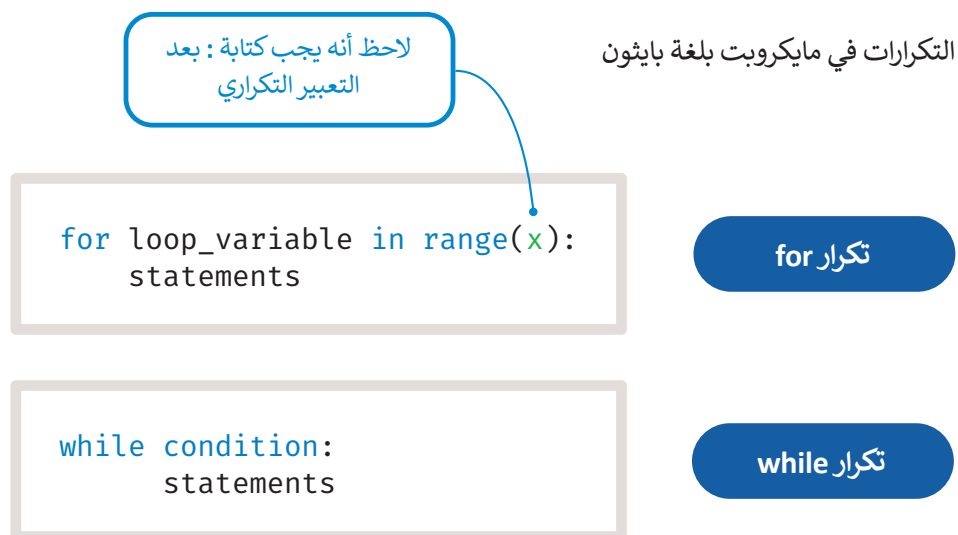 التكرارات في مايكروبت بلغة بايثون
لاحظ أنه يجب كتابة : بعد
التعبير التكراري
تكرار for
for loop_variable in range(x):
    statements
تكرار while
while condition:
      statements